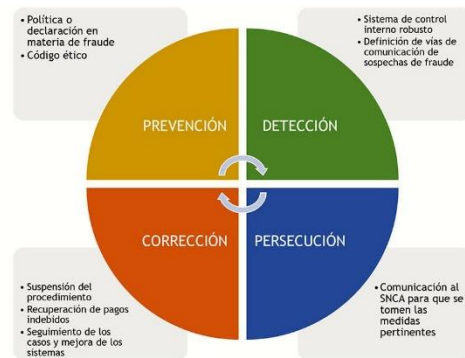 • Política o
declaración en
materia de fraude
• Código ético
• Sistema de control
interno robusto
• Definición de vías de
comunicación de
sospechas de fraude
PREVENCIÓN
DETECCIÓN
CORRECCIÓN
PERSECUCIÓN
• Suspensión del
procedimiento
• Recuperación de pagos
indebidos
• Seguimiento de los
casos y mejora de los
sistemas
• Comunicación al
SNCA para que se
tomen las
medidas
pertinentes